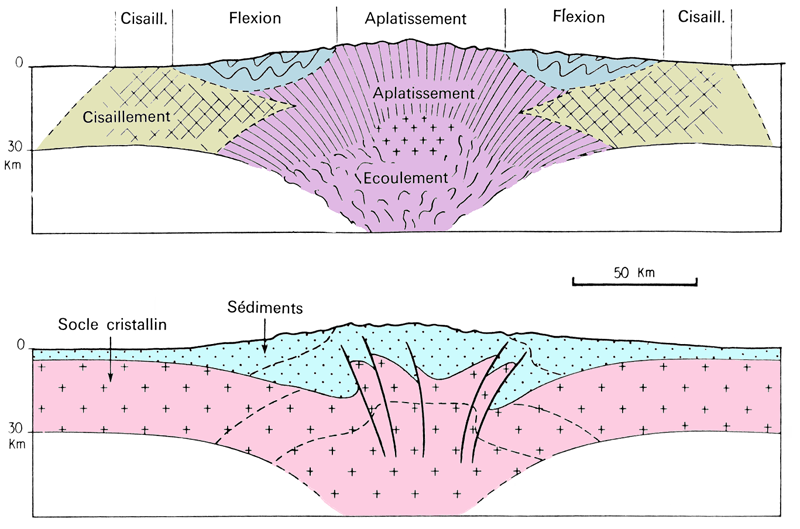 Cisaill. Flexion Aplatissement Flexion Cisaill.
0
Aplatissement
Cisaillement
30
Km
Ecoulement
50 Km
Sédiments
Socle cristallin
0
30
Km